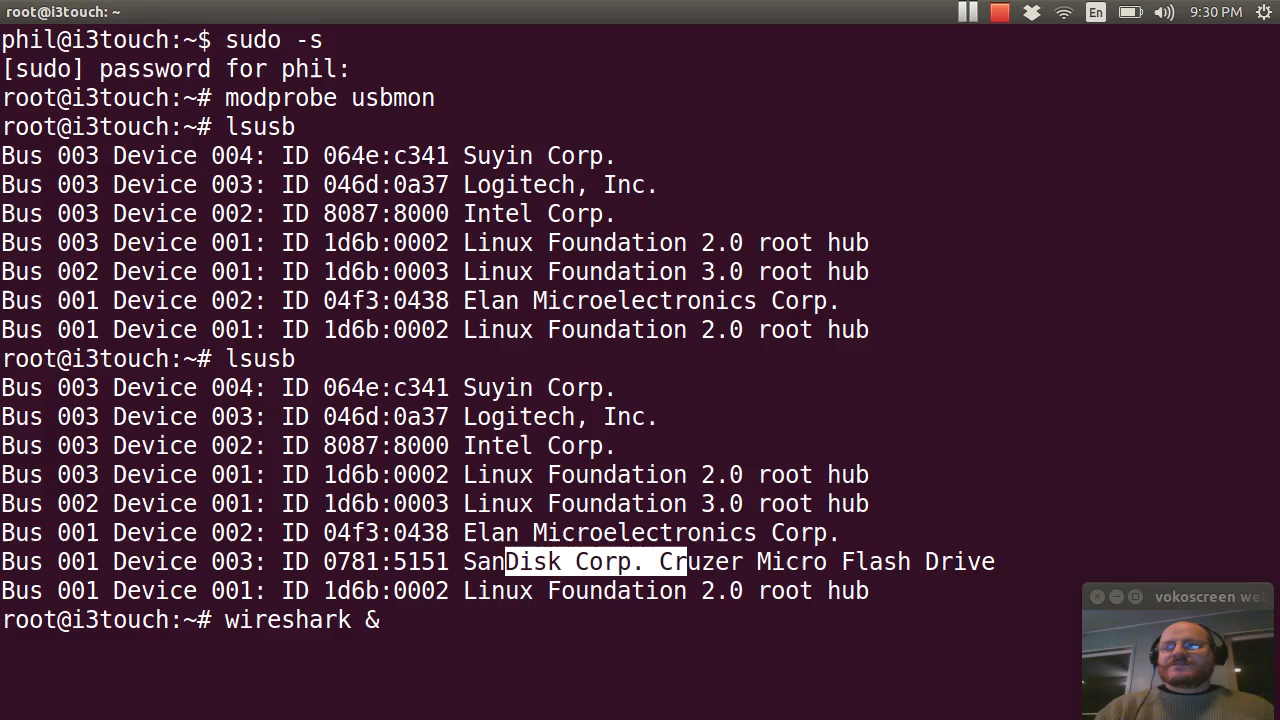 root@i3touch: ~
En
9:30 PM
phil@i3touch:~$ sudo -s
[sudo] password for phil:
root@i3touch:~# modprobe usbmon
root@i3touch:~# lsusb
Bus 003 Device 004: ID 064e:c341 Suyin Corp.
Bus 003 Device 003: ID 046d:0a37 Logitech, Inc.
Bus 003 Device 002: ID 8087:8000 Intel Corp.
Bus 003 Device 001: ID 1d6b:0002 Linux Foundation 2.0 root hub
Bus 002 Device 001: ID 1d6b:0003 Linux Foundation 3.0 root hub
Bus 001 Device 002: ID 04f3:0438 Elan Microelectronics Corp.
Bus 001 Device 001: ID 1d6b:0002 Linux Foundation 2.0 root hub
root@i3touch:~# lsusb
Bus 003 Device 004: ID 064e:c341 Suyin Corp.
Bus 003 Device 003: ID 046d:0a37 Logitech, Inc.
Bus 003 Device 002: ID 8087:8000 Intel Corp.
Bus 003 Device 001: ID 1d6b:0002 Linux Foundation 2.0 root hub
Bus 002 Device 001: ID 1d6b:0003 Linux Foundation 3.0 root hub
Bus 001 Device 002: ID 04f3:0438 Elan Microelectronics Corp.
Bus 001 Device 003: ID 0781:5151 SanDisk Corp. Cruzer Micro Flash Drive
Bus 001 Device 001: ID 1d6b:0002 Linux Foundation 2.0 root hub
root@i3touch:~# wireshark &
vokoscreen we